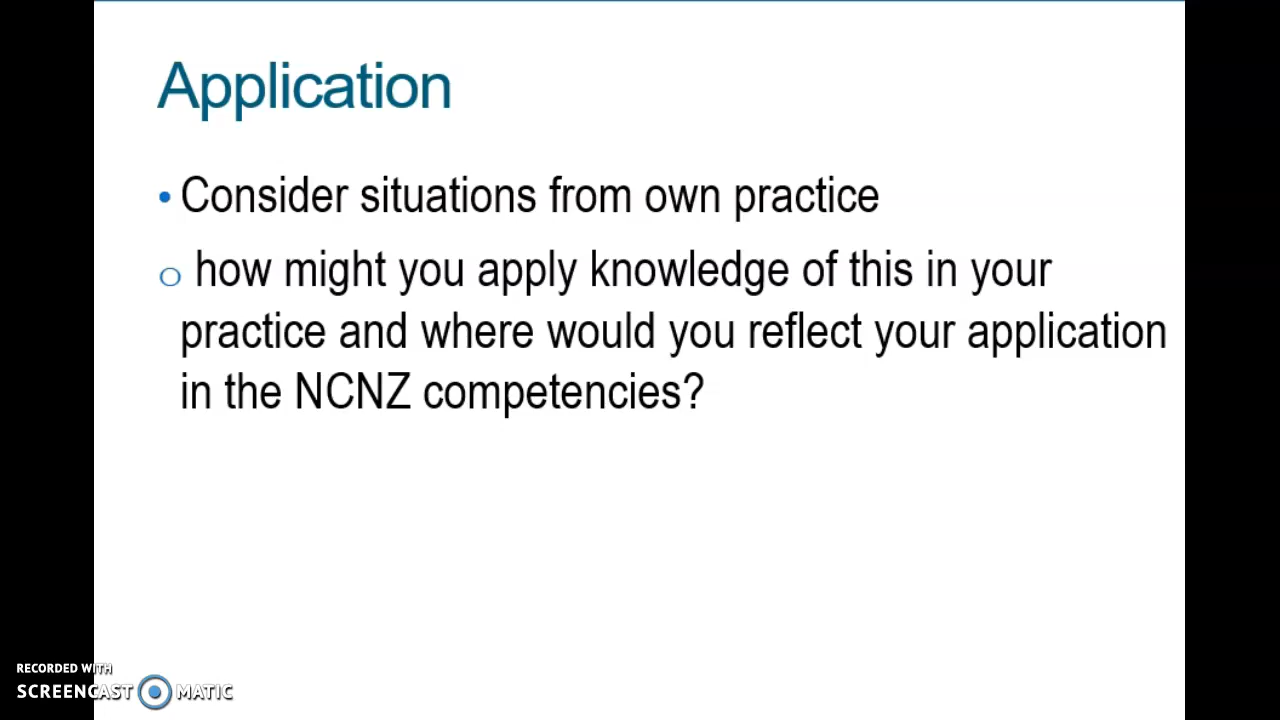 Application
• Consider situations from own practice
o how might you apply knowledge of this in your
practice and where would you reflect your application
in the NCNZ competencies?
RECORDED WITH
SCREENCAST MATIC